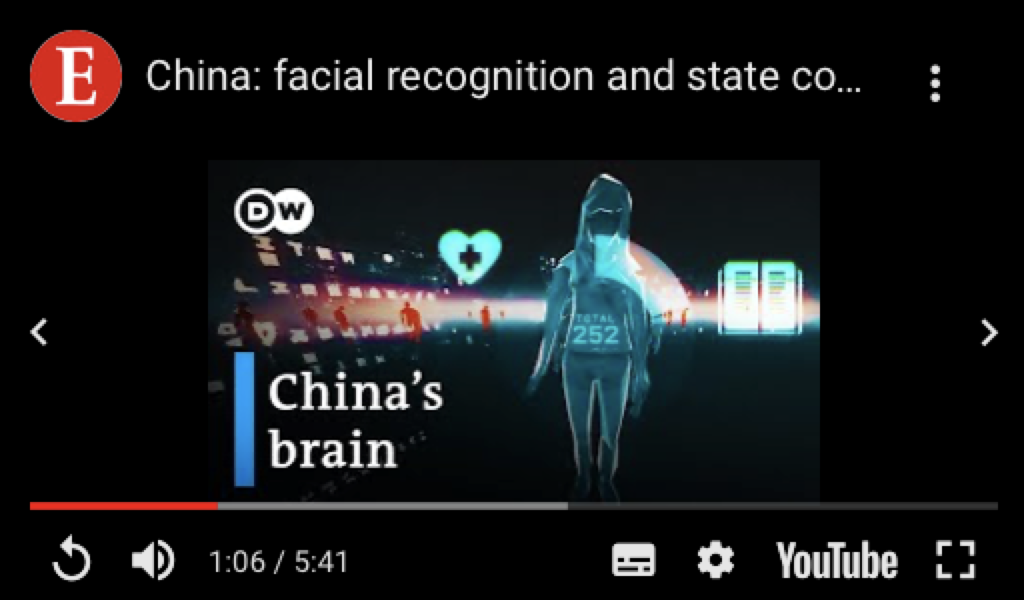 E
China: facial recognition and state co...
DW
TOTAL
252
China's
brain
1:06 / 5:41
YouTube